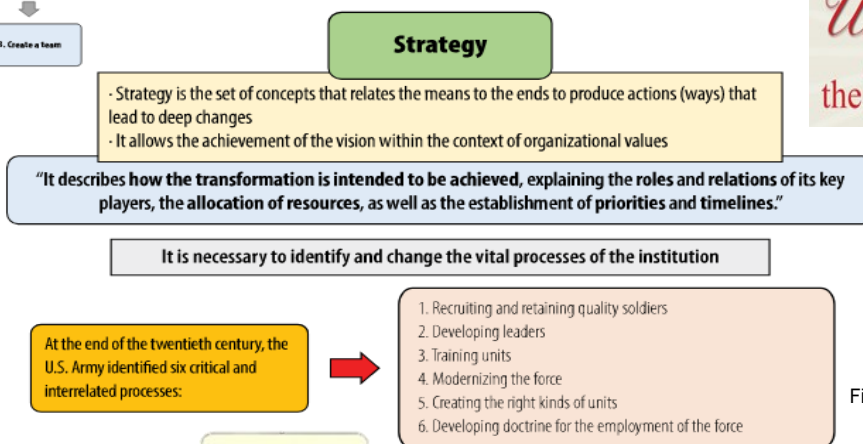 3. Create a team
Strategy
· Strategy is the set of concepts that relates the means to the ends to produce actions (ways) that
lead to deep changes
· It allows the achievement of the vision within the context of organizational values
the
“It describes how the transformation is intended to be achieved, explaining the roles and relations of its key
players, the allocation of resources, as well as the establishment of priorities and timelines.”
It is necessary to identify and change the vital processes of the institution
At the end of the twentieth century, the
U.S. Army identified six critical and
interrelated processes:
1. Recruiting and retaining quality soldiers
2. Developing leaders
3. Training units
4. Modernizing the force
5. Creating the right kinds of units
6. Developing doctrine for the employment of the force